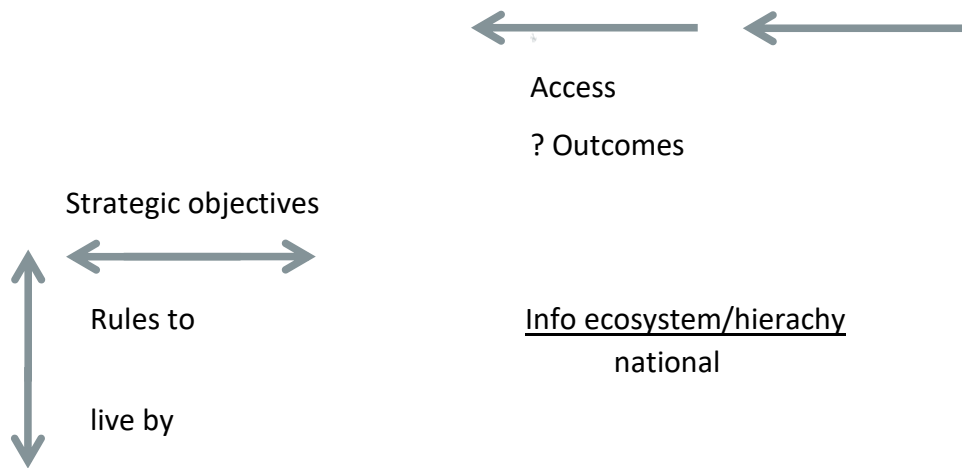 Access
? Outcomes
Strategic objectives
Rules to
live by
Info ecosystem/hierachy
national